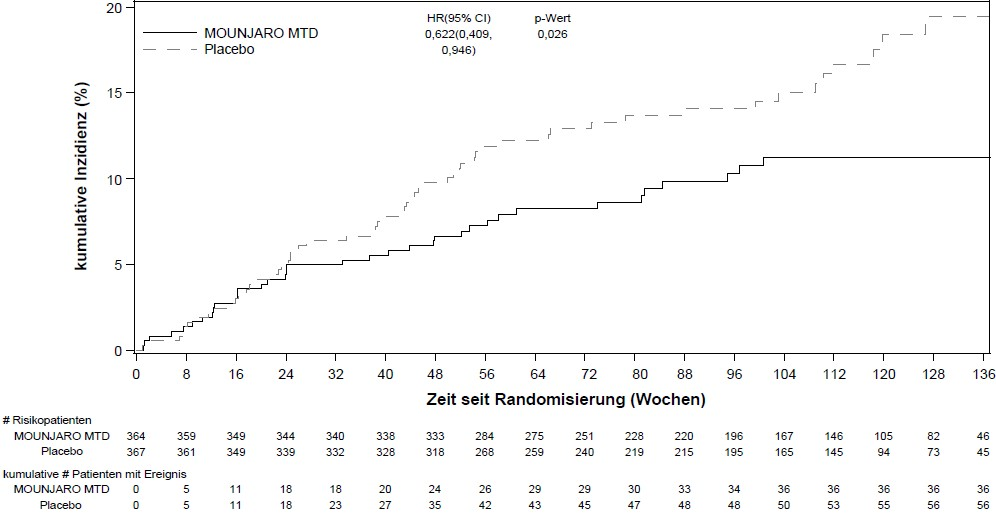 HR(95% CI) p-Wert
MOUNJARO MTD 0,622(0,409, 0,026
Placebo 0,946)
20
15
10
5
0
kumulative Inzidienz (%)
0 8 16 24 32 40 48 56 64 72 80 88 96 104 112 120 128 136
Zeit seit Randomisierung (Wochen)
# Risikopatienten
MOUNJARO MTD 364 359 349 344 340 338 333 284 275 251 228 220 196 167 146 105 82 46
Placebo 367 361 349 339 332 328 318 268 259 240 219 215 195 165 145 94 73 45
kumulative # Patienten mit Ereignis
MOUNJARO MTD 0 5 11 18 18 20 24 26 29 29 30 33 34 36 36 36 36 36
Placebo 0 5 11 18 23 27 35 42 43 45 47 48 48 50 53 55 56 56